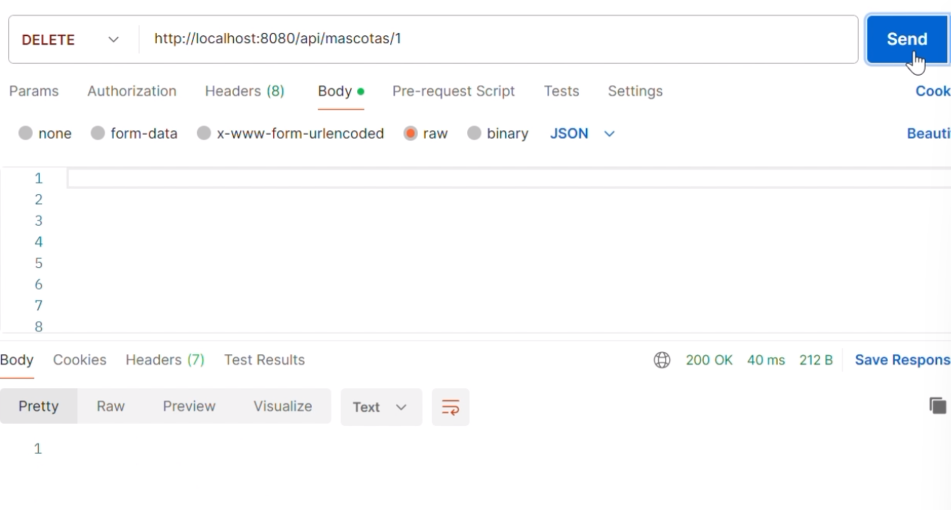 DELETE http://localhost:8080/api/mascotas/1 Send
Params Authorization Headers (8) Body Pre-request Script Tests Settings Cook
none form-data x-www-form-urlencoded raw binary JSON Beauti
1
2
3
4
5
6
7
8
Body Cookies Headers (7) Test Results 200 OK 40 ms 212 B Save Respons
Pretty Raw Preview Visualize Text
1